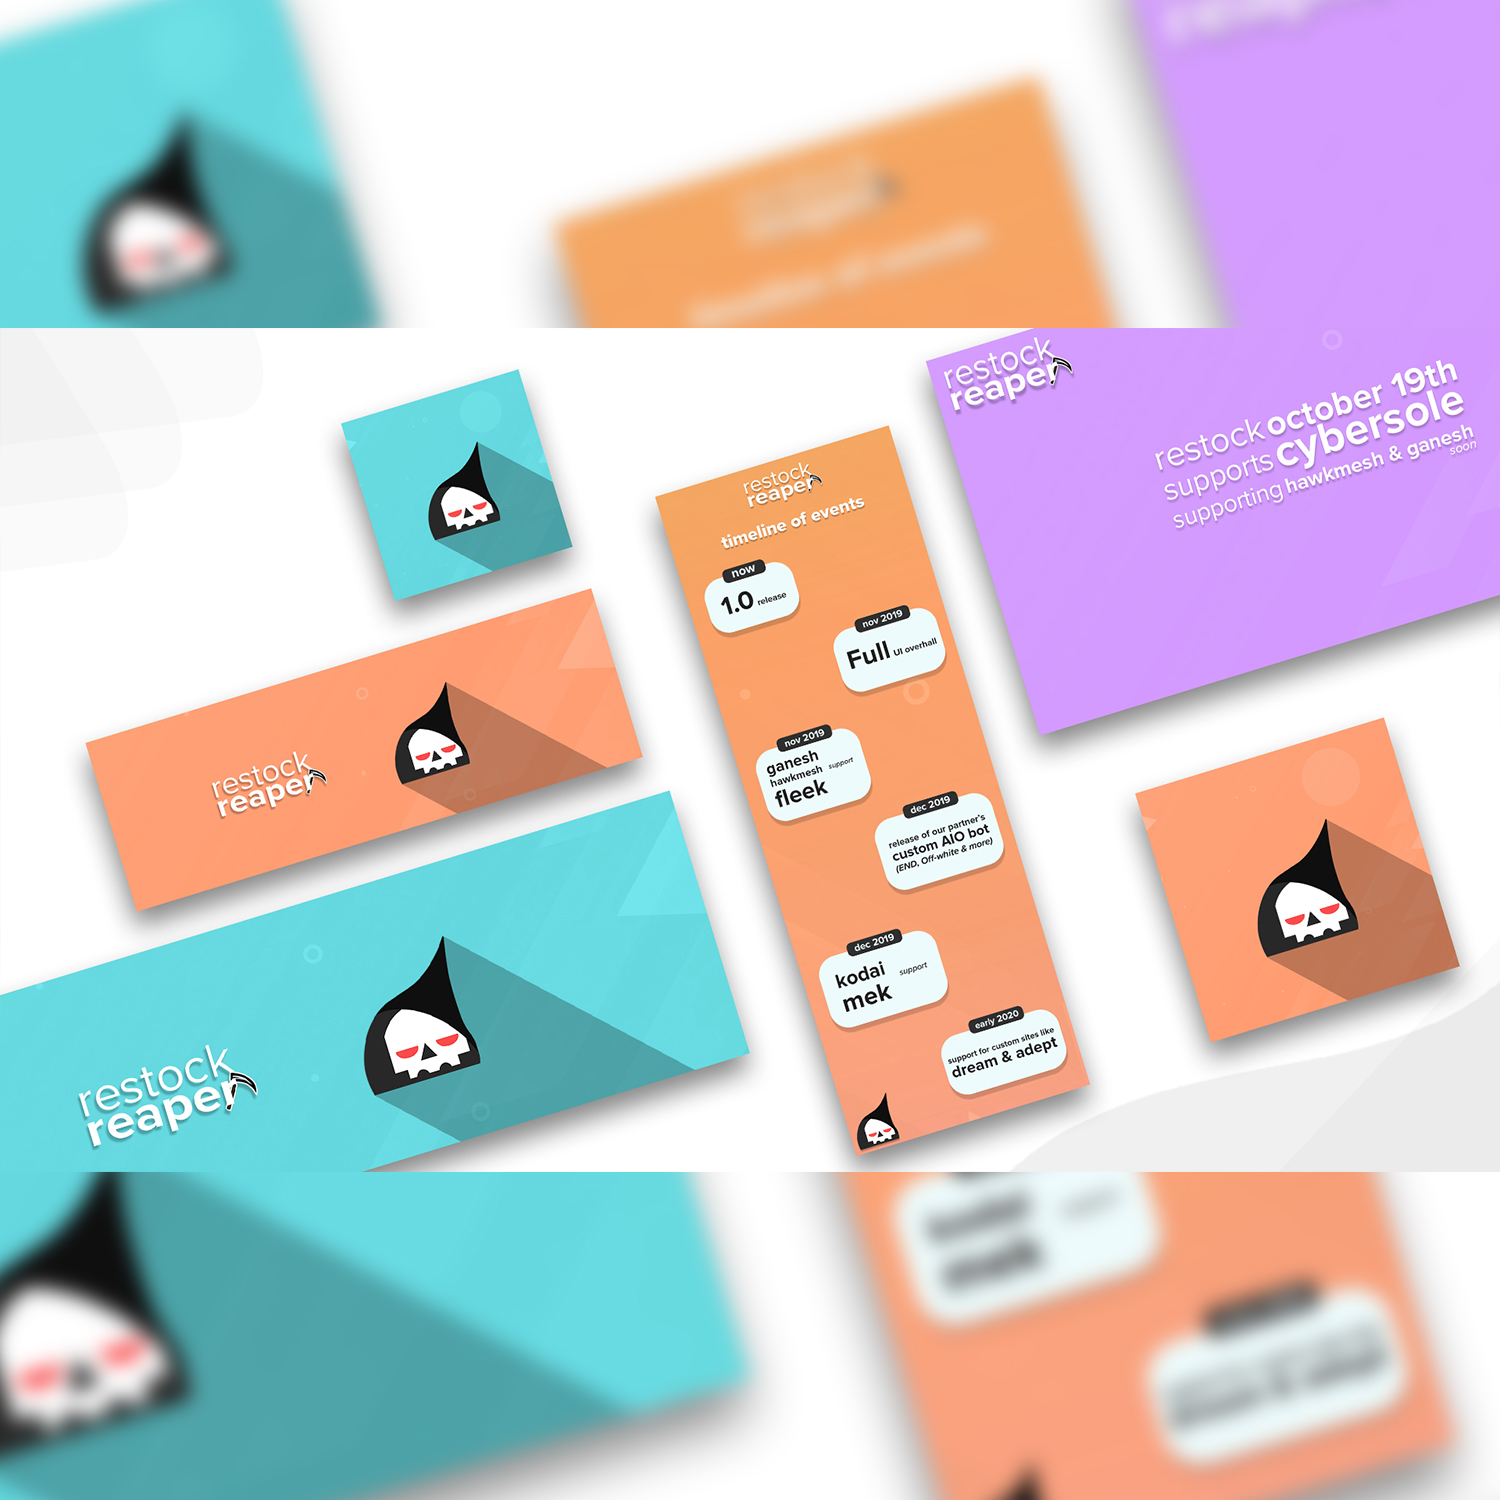 restock
reaper
restock
reaper
restock
reaper
timeline of events
now
1.0 release
nov 2019
Full UI overhall
nov 2019
ganesh
hawkmesh support
fleek
dec 2019
release of our partner's
custom AIO bot
(END, Off-white & more)
dec 2019
kodai support
mek
early 2020
support for custom sites like
dream & adept
restock
reaper
restock october 19th
supports cybersole
supporting hawkmesh & ganesh
soon